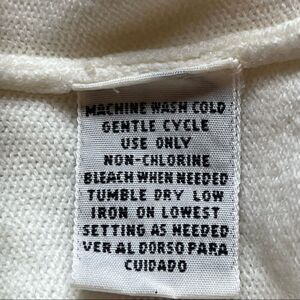 MACHINE WASH COLD
GENTLE CYCLE
USE ONLY
NON-CHLORINE
BLEACH WHEN NEEDED
TUMBLE DRY LOW
IRON ON LOWEST
SETTING AS NEEDED
VER AL DORSO PARA
CUIDADO